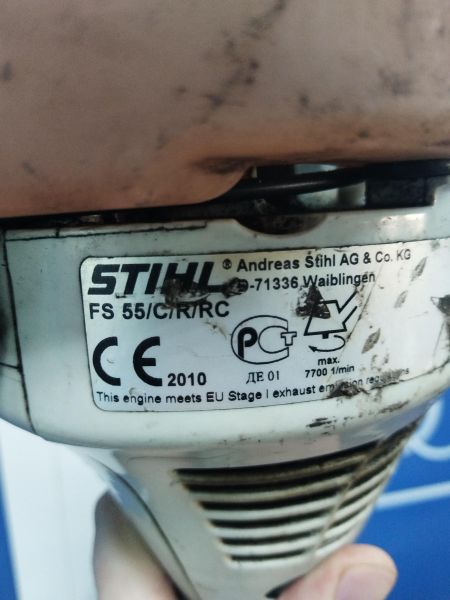 STIHL® Andreas Stihl AG & Co. KG
D-71336 Waiblingen
FS 55/C/R/RC
CE 2010
РСТ
ДЕ 01
max.
7700 1/min
This engine meets EU Stage I exhaust emission regulations